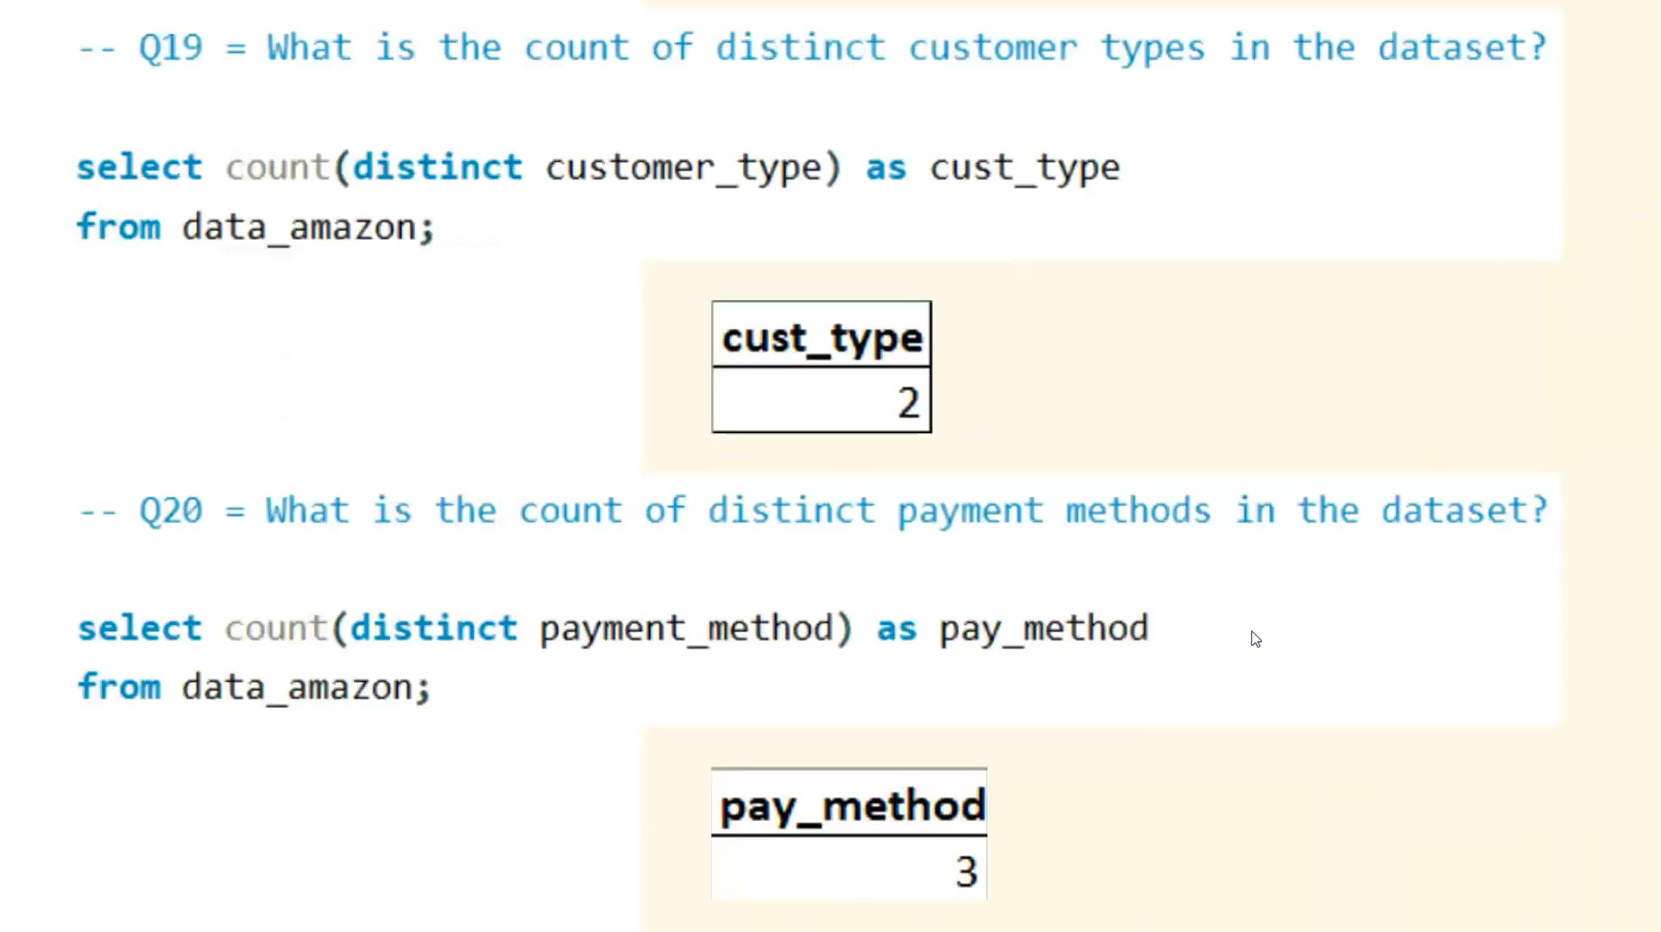 -- Q19 = What is the count of distinct customer types in the dataset?
select count(distinct customer_type) as cust_type
from data_amazon;
cust_type
2
-- Q20 = What is the count of distinct payment methods in the dataset?
select count(distinct payment_method) as pay_method
from data_amazon;
pay_method
3